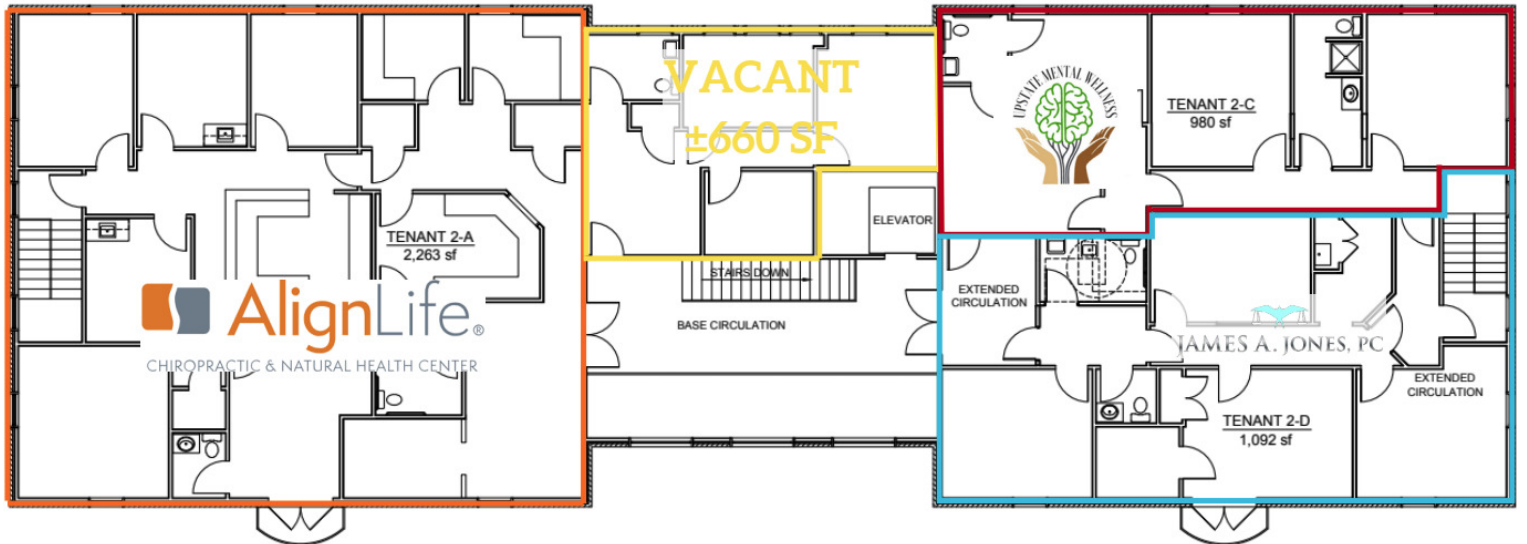 TENANT 2-A
2,263 sf
AlignLife®
CHIROPRACTIC & NATURAL HEALTH CENTER
VACANT
±660 SF
ELEVATOR
STAIRS DOWN
BASE CIRCULATION
UPSTATE MENTAL WELLNESS
TENANT 2-C
980 sf
EXTENDED
CIRCULATION
JAMES A. JONES, PC
EXTENDED
CIRCULATION
TENANT 2-D
1,092 sf